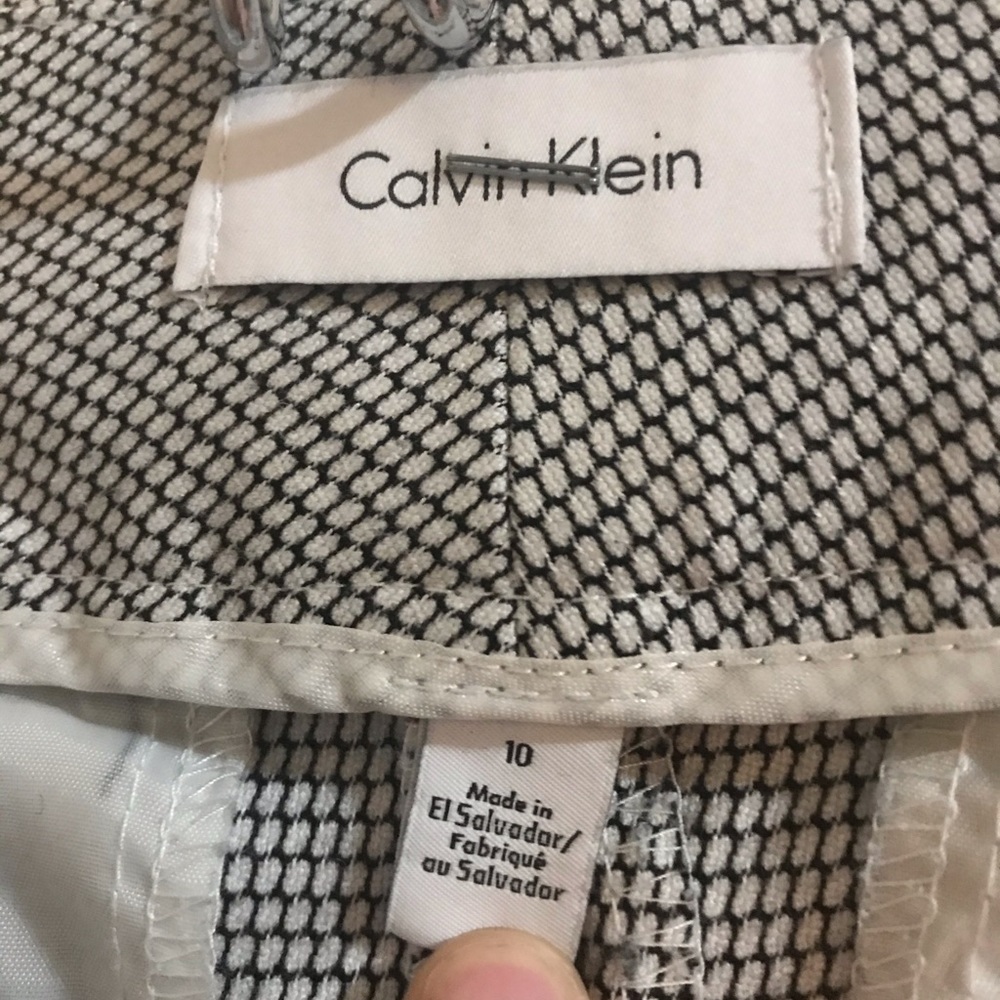 Calvin Klein
10
Made in
El Salvador/
Fabriqué
au Salvador